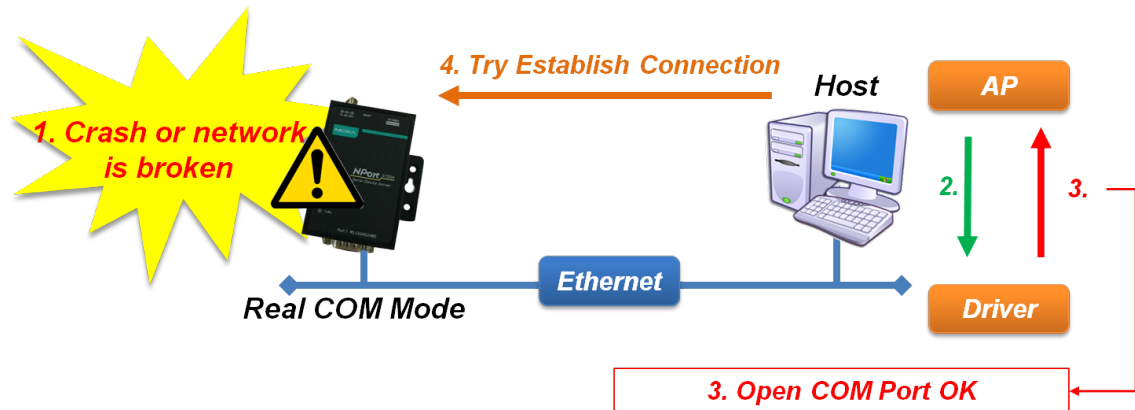 4. Try Establish Connection
Host
AP
1. Crash or network
is broken
NPort
2.
3.
Ethernet
Real COM Mode
Driver
3. Open COM Port OK